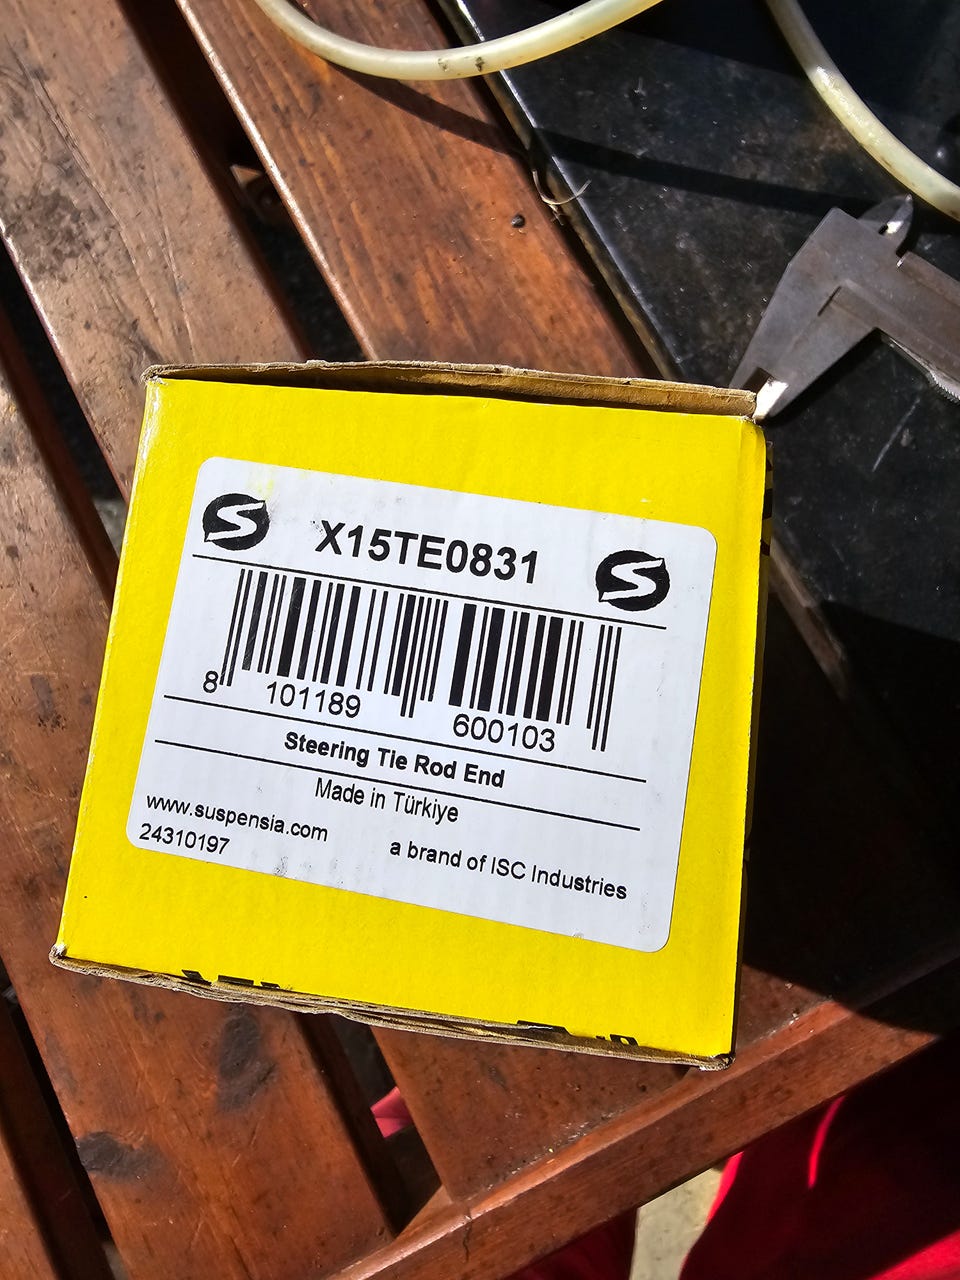 X15TE0831
8 101189 600103
Steering Tie Rod End
Made in Türkiye
www.suspensia.com
24310197
a brand of ISC Industries